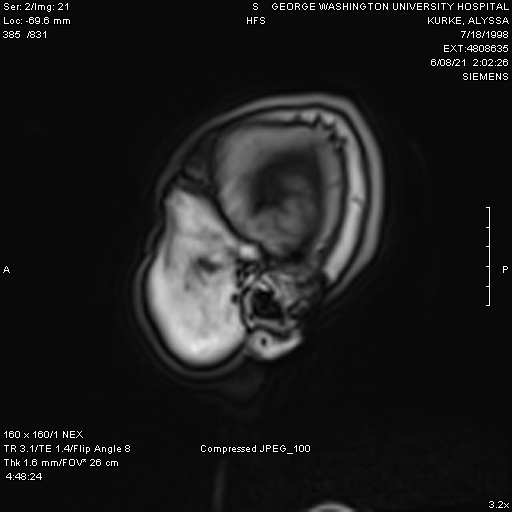 Ser: 2/Img: 21
Loc: -69.6 mm
385 /831
S GEORGE WASHINGTON UNIVERSITY HOSPITAL
HFS KURKE, ALYSSA
7/18/1998
EXT:4808635
6/08/21 2:02:26
SIEMENS
A
P
160 x 160/1 NEX
TR 3.1/TE 1.4/Flip Angle 8
Thk 1.6 mm/FOV* 26 cm
4:48:24
Compressed JPEG_100
3.2x